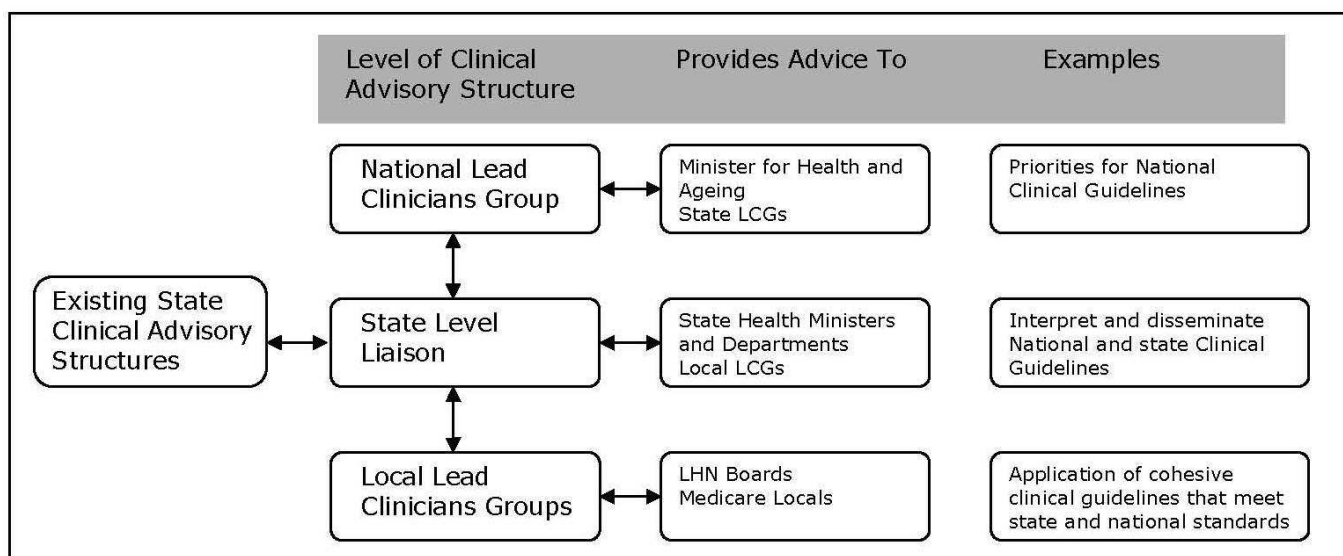 Level of Clinical
Advisory Structure
Provides Advice To
Examples
National Lead
Clinicians Group
Minister for Health and
Ageing
State LCGs
Priorities for National
Clinical Guidelines
Existing State
Clinical Advisory
Structures
State Level
Liaison
State Health Ministers
and Departments
Local LCGs
Interpret and disseminate
National and state Clinical
Guidelines
Local Lead
Clinicians Groups
LHN Boards
Medicare Locals
Application of cohesive
clinical guidelines that meet
state and national standards